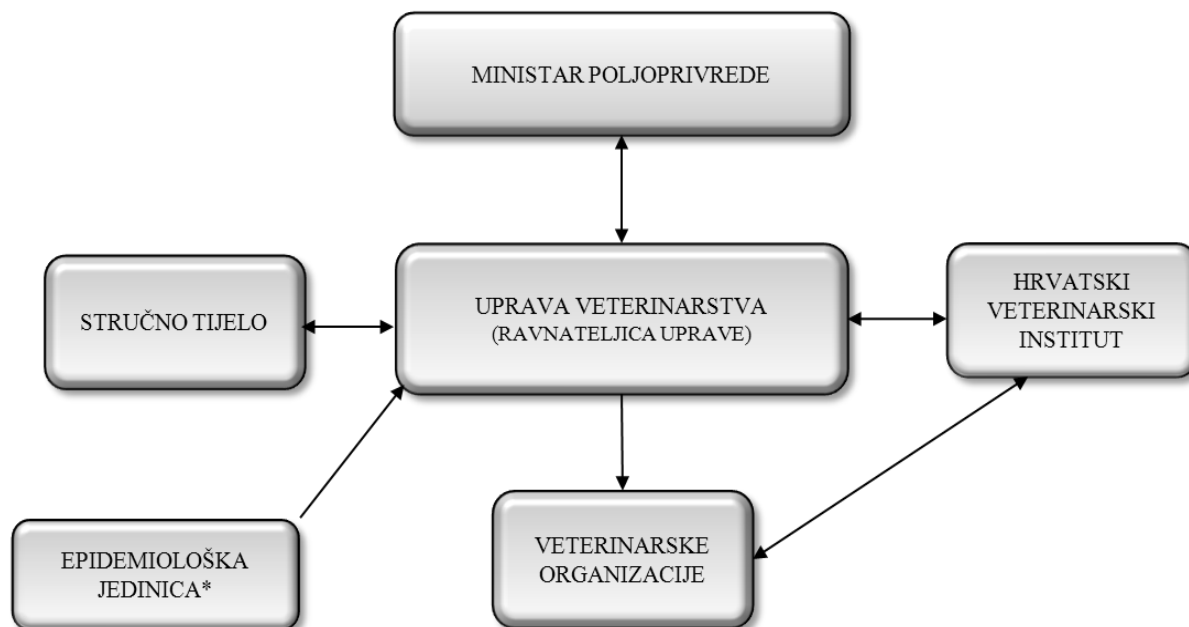 MINISTAR POLJOPRIVREDE
STRUČNO TIJELO
UPRAVA VETERINARSTVA
(RAVNATELJICA UPRAVE)
HRVATSKI
VETERINARSKI
INSTITUT
EPIDEMIOLOŠKA
JEDINICA*
VETERINARSKE
ORGANIZACIJE